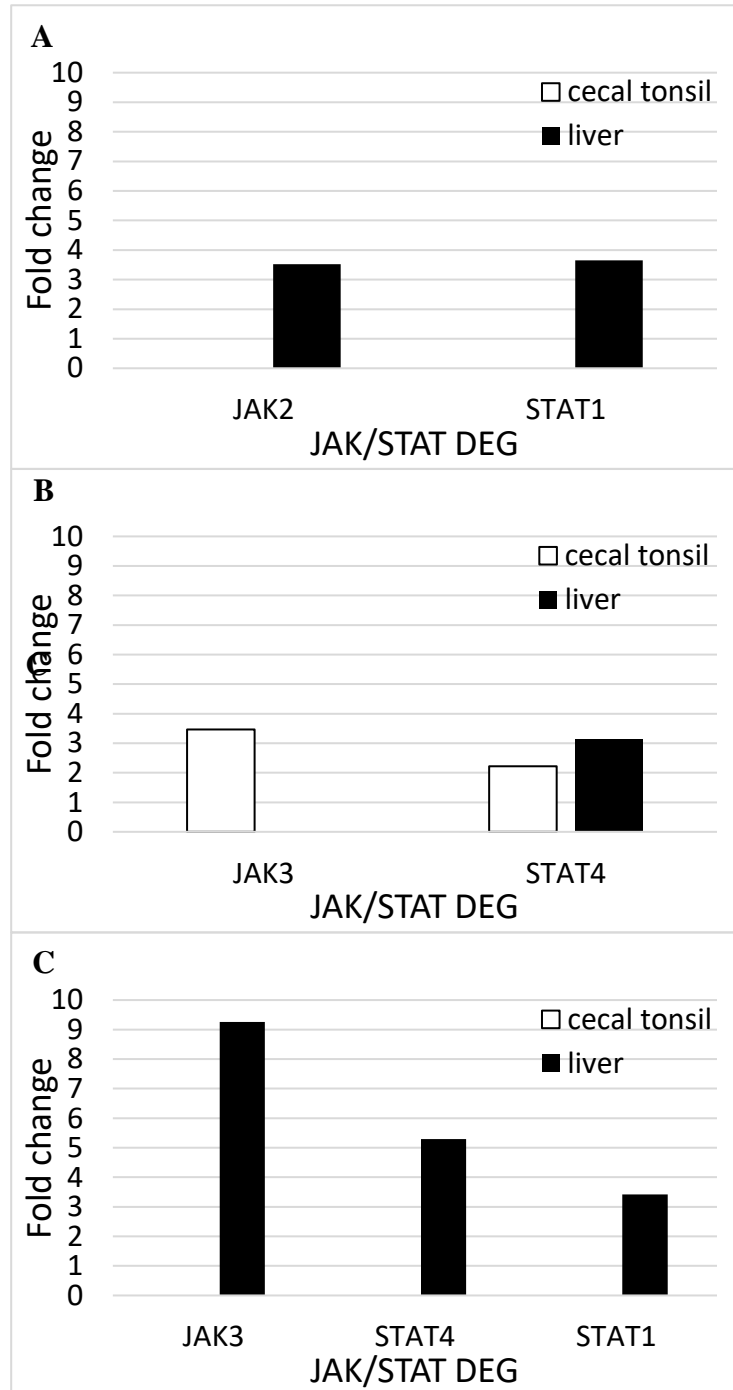 A
10
9
8
7
6
5
4
3
2
1
0
Fold change
cecal tonsil
liver
JAK2 STAT1
JAK/STAT DEG
B
10
9
8
7
6
5
4
3
2
1
0
Fold change
C
cecal tonsil
liver
JAK3 STAT4
JAK/STAT DEG
C
10
9
8
7
6
5
4
3
2
1
0
Fold change
cecal tonsil
liver
JAK3 STAT4 STAT1
JAK/STAT DEG